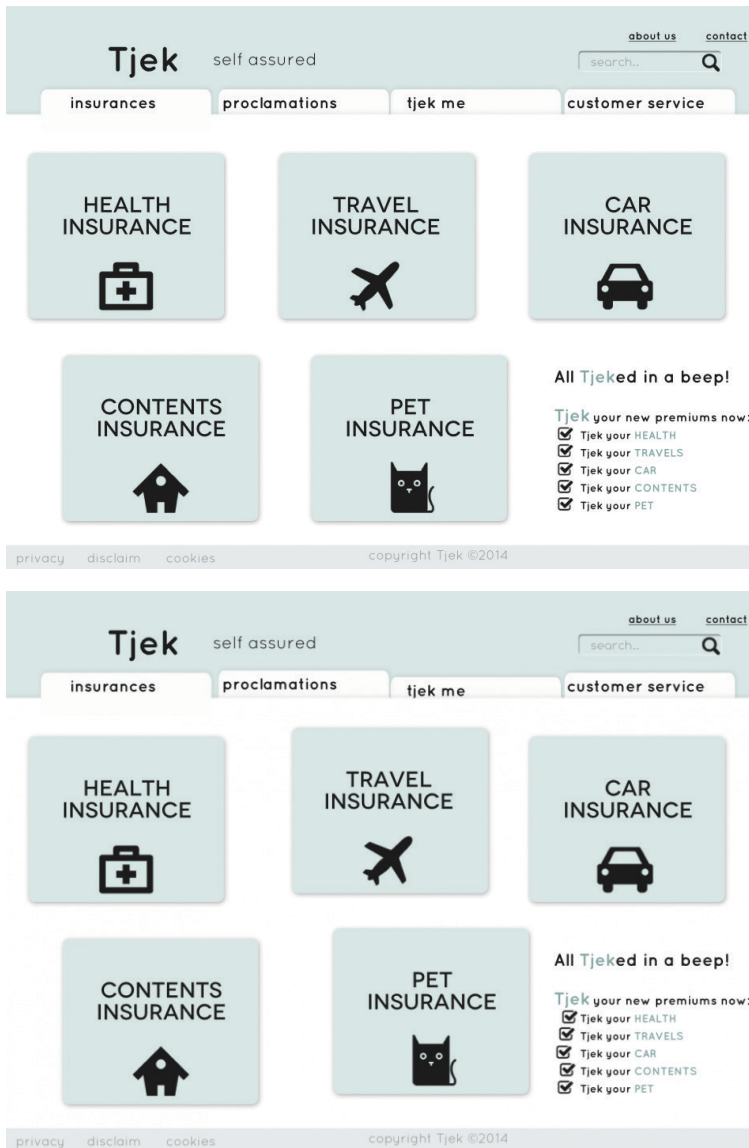 about us contact
Tjek self assured
search..
insurances proclamations tjek me customer service
HEALTH
INSURANCE
TRAVEL
INSURANCE
CAR
INSURANCE
CONTENTS
INSURANCE
PET
INSURANCE
All Tjeked in a beep!
Tjek your new premiums now:
Tjek your HEALTH
Tjek your TRAVELS
Tjek your CAR
Tjek your CONTENTS
Tjek your PET
privacy disclaim cookies copyright Tjek ©2014
about us contact
Tjek self assured
search..
insurances proclamations tjek me customer service
HEALTH
INSURANCE
TRAVEL
INSURANCE
CAR
INSURANCE
CONTENTS
INSURANCE
PET
INSURANCE
All Tjeked in a beep!
Tjek your new premiums now:
Tjek your HEALTH
Tjek your TRAVELS
Tjek your CAR
Tjek your CONTENTS
Tjek your PET
privacy disclaim cookies copyright Tjek ©2014